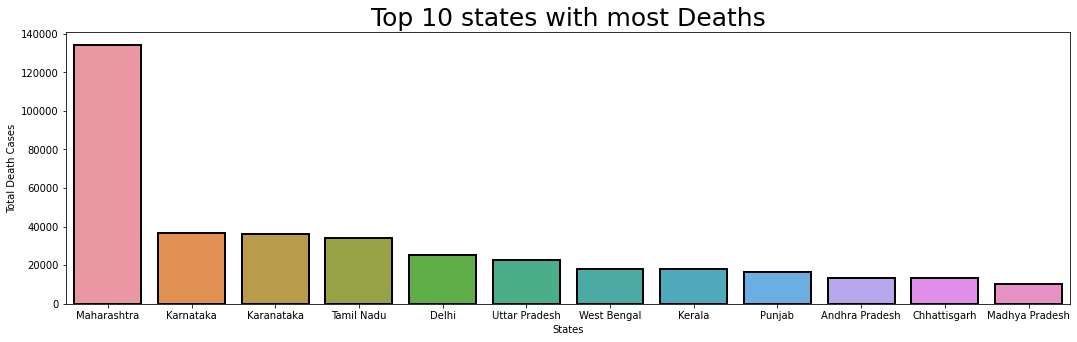 Top 10 states with most Deaths
Total Death Cases
140000
120000
100000
80000
60000
40000
20000
0
Maharashtra Karnataka Karanataka Tamil Nadu Delhi Uttar Pradesh West Bengal Kerala Punjab Andhra Pradesh Chhattisgarh Madhya Pradesh
States